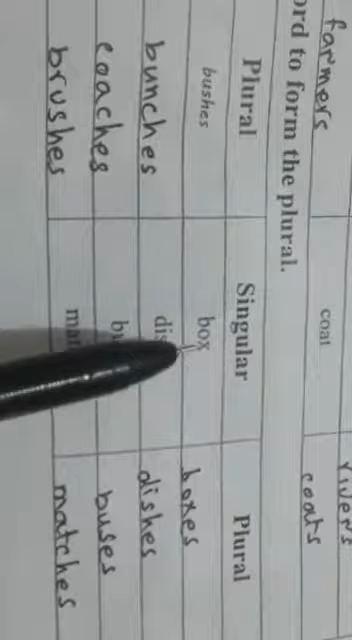 farmers coat coats
ord to form the plural.
Plural Singular Plural
bushes box boxes
bunches dishes
coaches buses
brushes matches